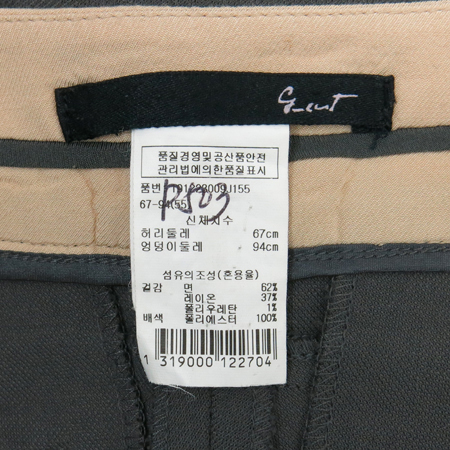 G-cut
품질경영및공산품안전
관리법에의한품질표시
품번
P503
67-94(55)
신체치수
허리둘레 67cm
엉덩이둘레 94cm
섬유의조성(혼용율)
겉감 면 62%
레이온 37%
폴리우레탄 1%
배색 폴리에스터 100%
1 319000 122704